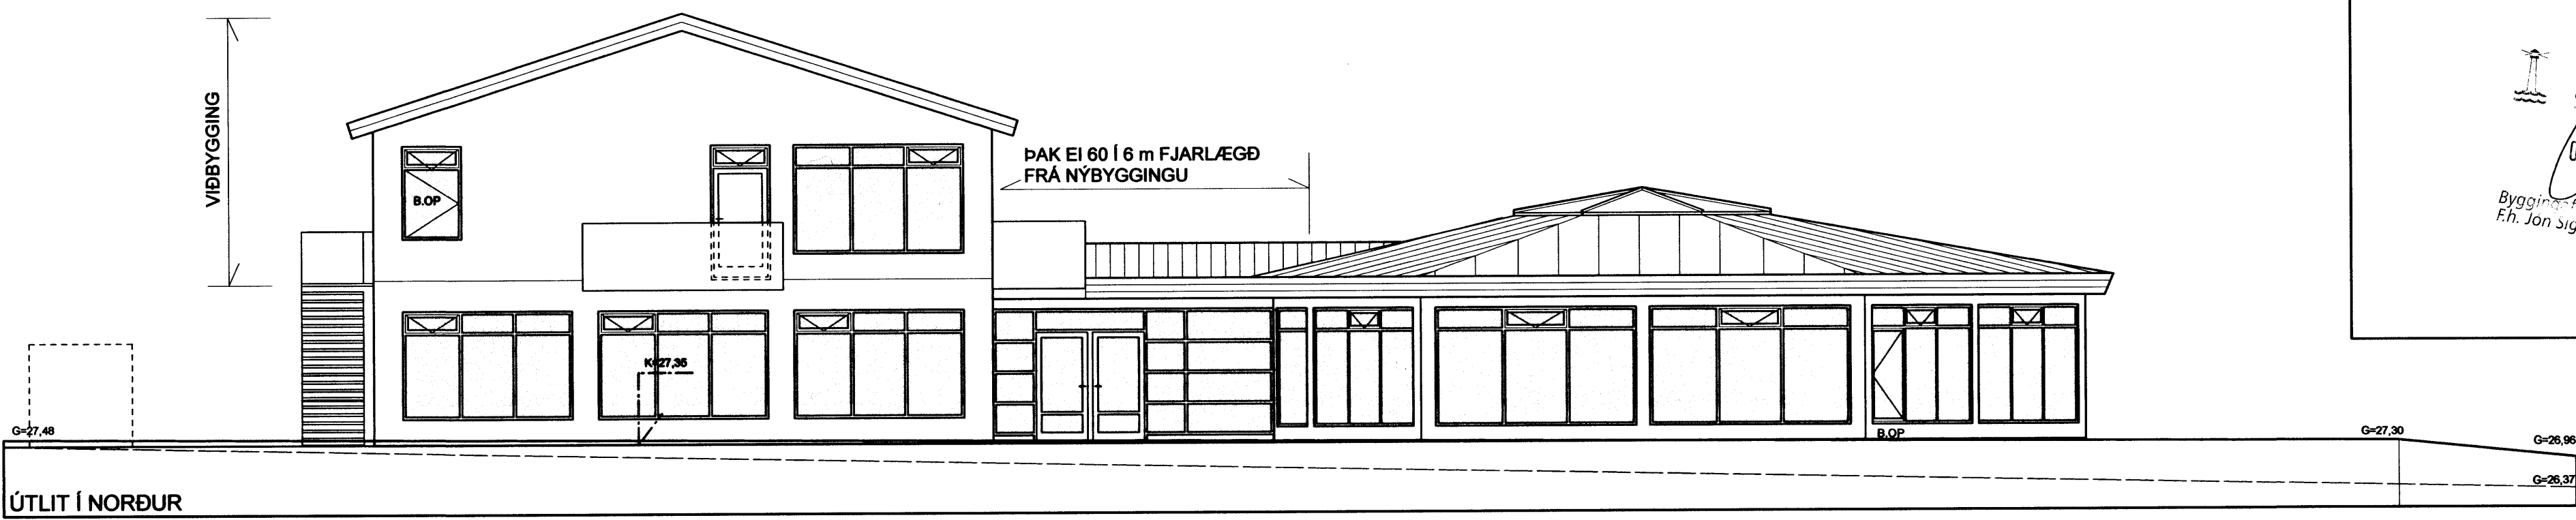 VIÐBYGGING
ÞAK EI 60 Í 6 m FJARLÆGÐ
FRÁ NÝBYGGINGU
B.OP
K=27,35
G=27,48
B.OP
G=27,30
G=26,96
G=26,37
ÚTLIT Í NORÐUR
F.h. Jón